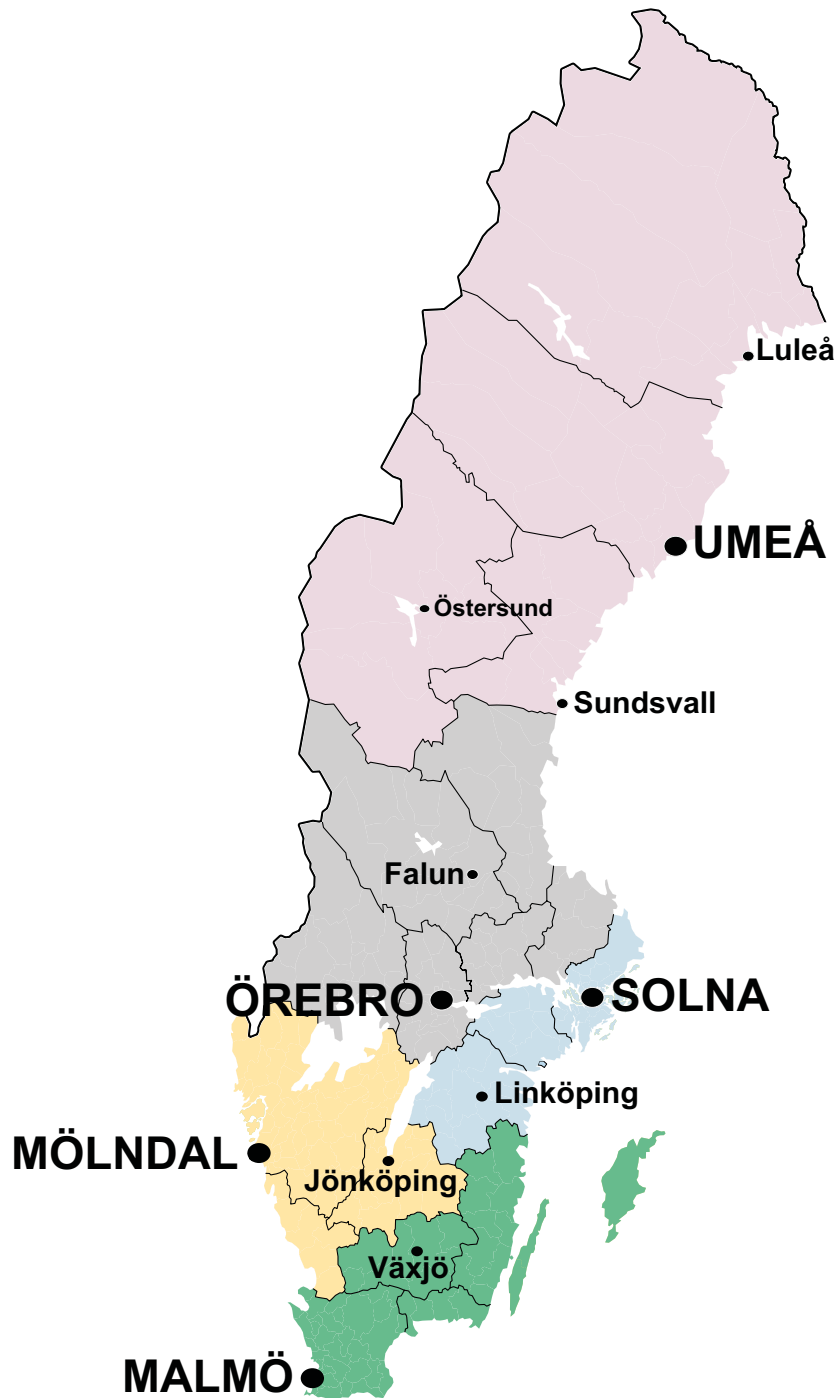 Luleå
UMEÅ
Östersund
Sundsvall
Falun
ÖREBRO
SOLNA
Linköping
MÖLNDAL
Jönköping
Växjö
MALMÖ